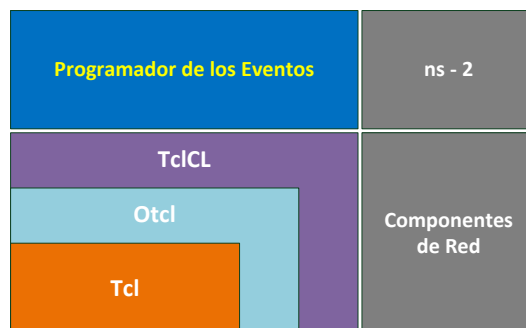 Programador de los Eventos
ns - 2
TclCL
Otcl
Tcl
Componentes
de Red